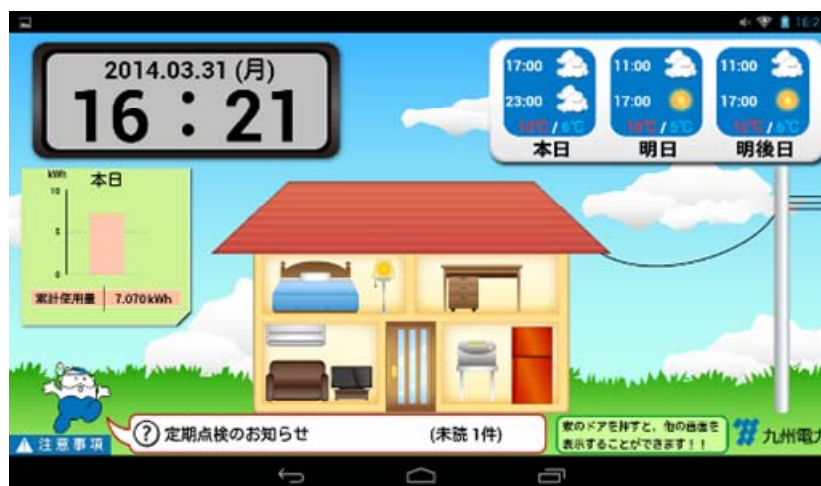 2014.03.31 (月)
16 : 21
17:00
23:00
/ 6℃
本日
11:00
17:00
/ 5℃
明日
11:00
17:00
/ 6℃
明後日
kWh
本日
10
5
0
累計使用量 7.070kWh
注意事項
? 定期点検のお知らせ (未読 1件)
家のドアを押すと、他の画面を
表示することができます!!
九州電力